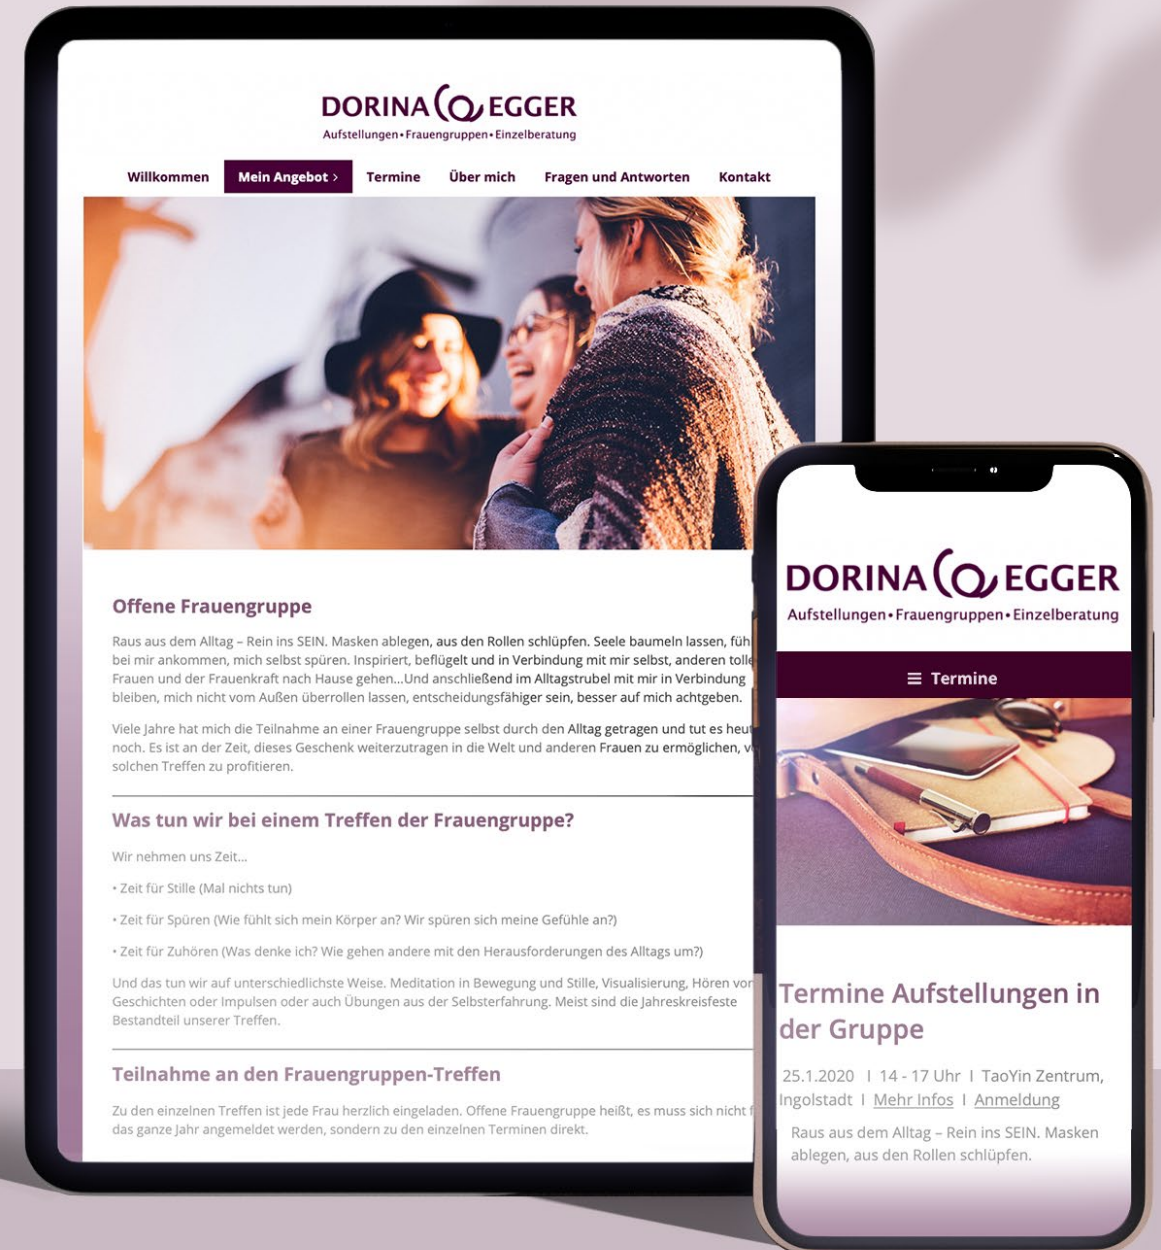 DORINA EGGER
Aufstellungen • Frauengruppen • Einzelberatung
Willkommen Mein Angebot > Termine Über mich Fragen und Antworten Kontakt
Offene Frauengruppe
Raus aus dem Alltag – Rein ins SEIN. Masken ablegen, aus den Rollen schlüpfen. Seele baumeln lassen,
bei mir ankommen, mich selbst spüren. Inspiriert, beflügelt und in Verbindung mit mir selbst, anderen
Frauen und der Frauenkraft nach Hause gehen...Und anschließend im Alltagstrubel mit mir in Verbindung
bleiben, mich nicht vom Außen überrollen lassen, entscheidungsfähiger sein, besser auf mich achtgeben.
Viele Jahre hat mich die Teilnahme an einer Frauengruppe selbst durch den Alltag getragen und tut es
noch. Es ist an der Zeit, dieses Geschenk weiterzutragen in die Welt und anderen Frauen zu ermöglichen,
solchen Treffen zu profitieren.
Was tun wir bei einem Treffen der Frauengruppe?
Wir nehmen uns Zeit...
• Zeit für Stille (Mal nichts tun)
• Zeit für Spüren (Wie fühlt sich mein Körper an? Wir spüren sich meine Gefühle an?)
• Zeit für Zuhören (Was denke ich? Wie gehen andere mit den Herausforderungen des Alltags um?)
Und das tun wir auf unterschiedlichste Weise. Meditation in Bewegung und Stille, Visualisierung, Hören
Geschichten oder Impulsen oder auch Übungen aus der Selbsterfahrung. Meist sind die Jahreskreisfeste
Bestandteil unserer Treffen.
Teilnahme an den Frauengruppen-Treffen
Zu den einzelnen Treffen ist jede Frau herzlich eingeladen. Offene Frauengruppe heißt, es muss sich nicht
das ganze Jahr angemeldet werden, sondern zu den einzelnen Terminen direkt.
DORINA EGGER
Aufstellungen • Frauengruppen • Einzelberatung
☰ Termine
Termine Aufstellungen in
der Gruppe
25.1.2020 I 14 - 17 Uhr I TaoYin Zentrum,
Ingolstadt I Mehr Infos I Anmeldung
Raus aus dem Alltag – Rein ins SEIN. Masken
ablegen, aus den Rollen schlüpfen.